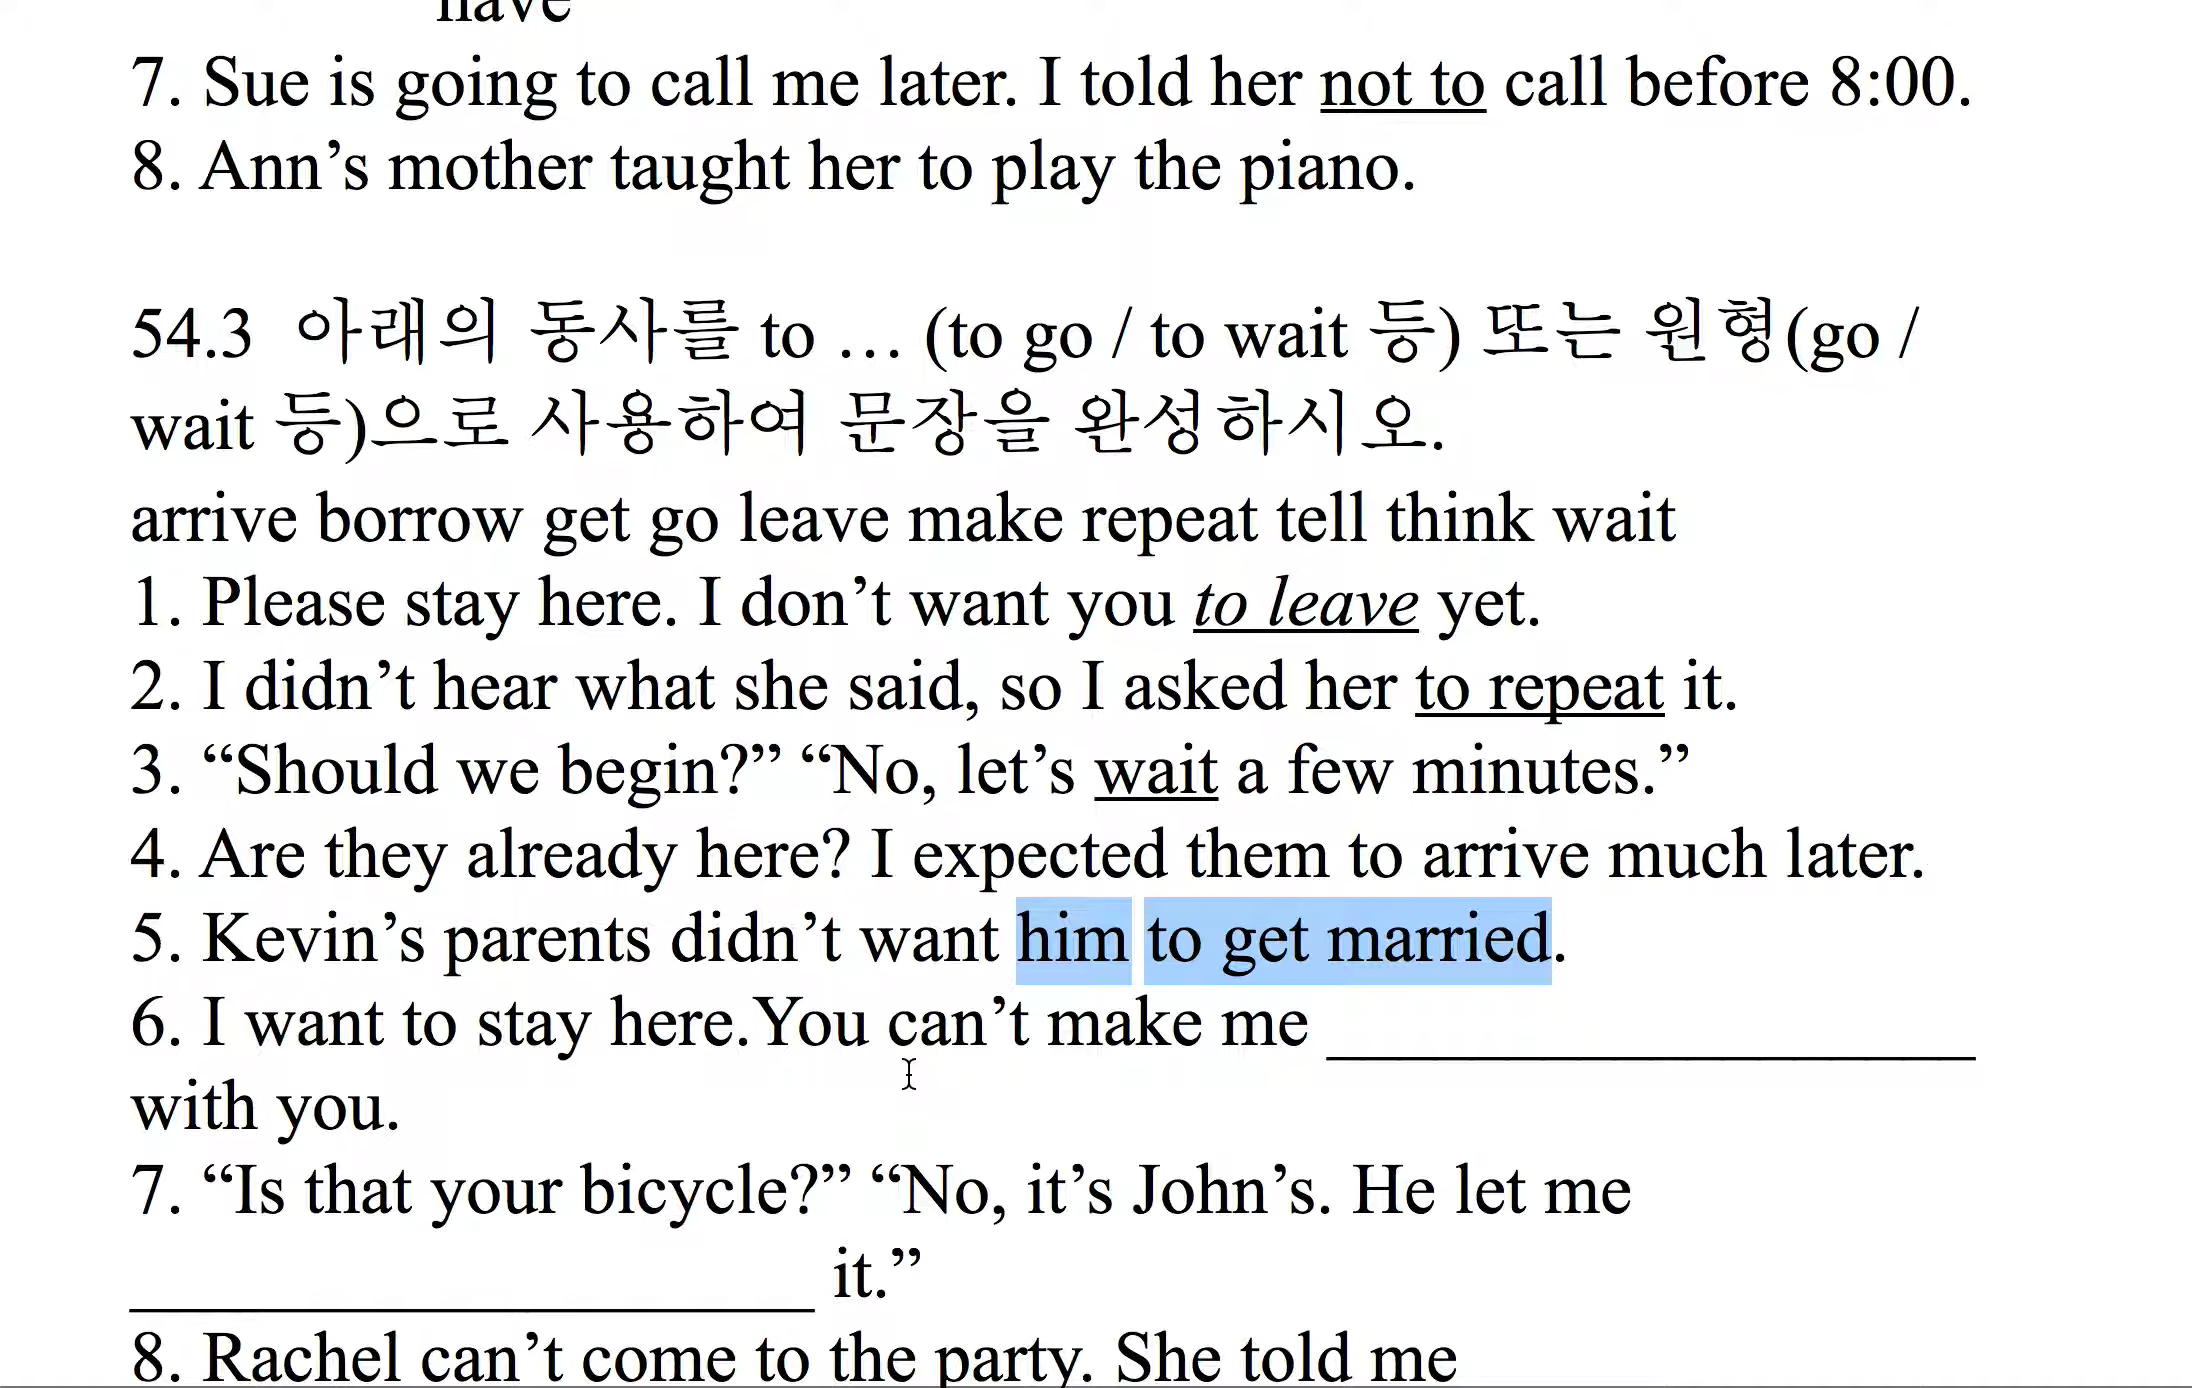 have
7. Sue is going to call me later. I told her not to call before 8:00.
8. Ann’s mother taught her to play the piano.
54.3 아래의 동사를 to … (to go / to wait 등) 또는 원형(go /
wait 등)으로 사용하여 문장을 완성하시오.
arrive borrow get go leave make repeat tell think wait
1. Please stay here. I don’t want you to leave yet.
2. I didn’t hear what she said, so I asked her to repeat it.
3. “Should we begin?” “No, let’s wait a few minutes.”
4. Are they already here? I expected them to arrive much later.
5. Kevin’s parents didn’t want him to get married.
6. I want to stay here.You can’t make me ____________________
with you.
7. “Is that your bicycle?” “No, it’s John’s. He let me
_____________________ it.”
8. Rachel can’t come to the party. She told me